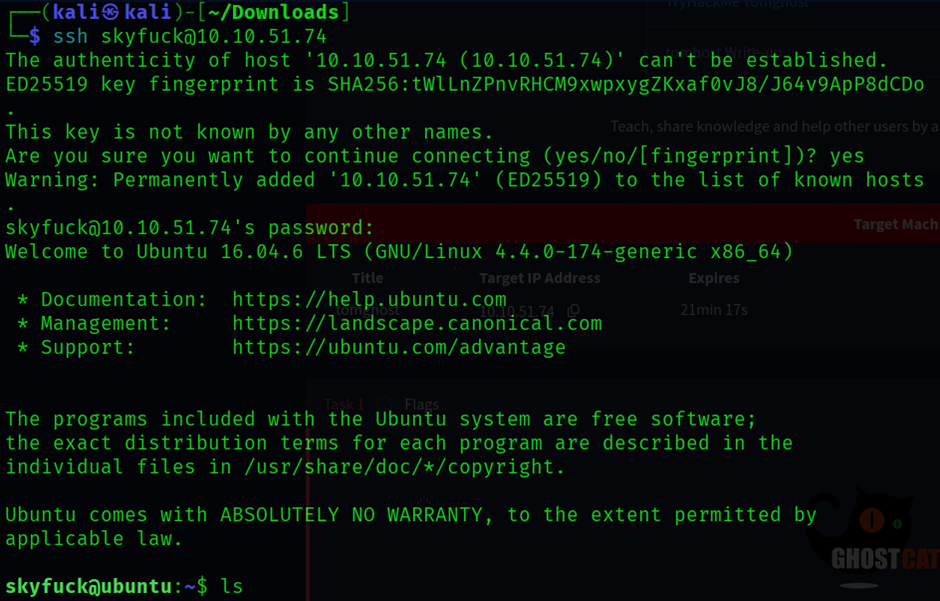 ┌──(kali㉿kali)-[~/Downloads]
└─$ ssh skyfuck@10.10.51.74
The authenticity of host '10.10.51.74 (10.10.51.74)' can't be established.
ED25519 key fingerprint is SHA256:tWlLnZPnvRHCM9xwpxygZKxaf0vJ8/J64v9ApP8dCDo
.
This key is not known by any other names.
Teach, share knowledge and help other users by a
Are you sure you want to continue connecting (yes/no/[fingerprint])? yes
Warning: Permanently added '10.10.51.74' (ED25519) to the list of known hosts
.
skyfuck@10.10.51.74's password:
Target Mach
Welcome to Ubuntu 16.04.6 LTS (GNU/Linux 4.4.0-174-generic x86_64)
Title Target IP Address Expires
 * Documentation:  https://help.ubuntu.com
tomghost 10.10.51.74 21min 17s
 * Management:     https://landscape.canonical.com
 * Support:        https://ubuntu.com/advantage
Task 1 Flags
The programs included with the Ubuntu system are free software;
the exact distribution terms for each program are described in the
individual files in /usr/share/doc/*/copyright.
Ubuntu comes with ABSOLUTELY NO WARRANTY, to the extent permitted by
applicable law.
GHOSTCAT
skyfuck@ubuntu:~$ ls